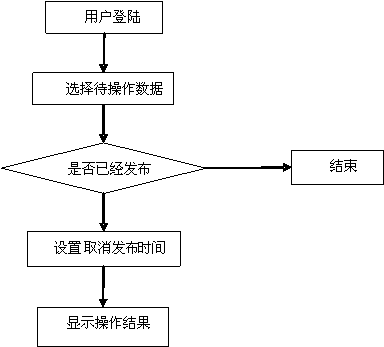 用户登陆
选择待操作数据
是否已经发布
结束
设置取消发布时间
显示操作结果